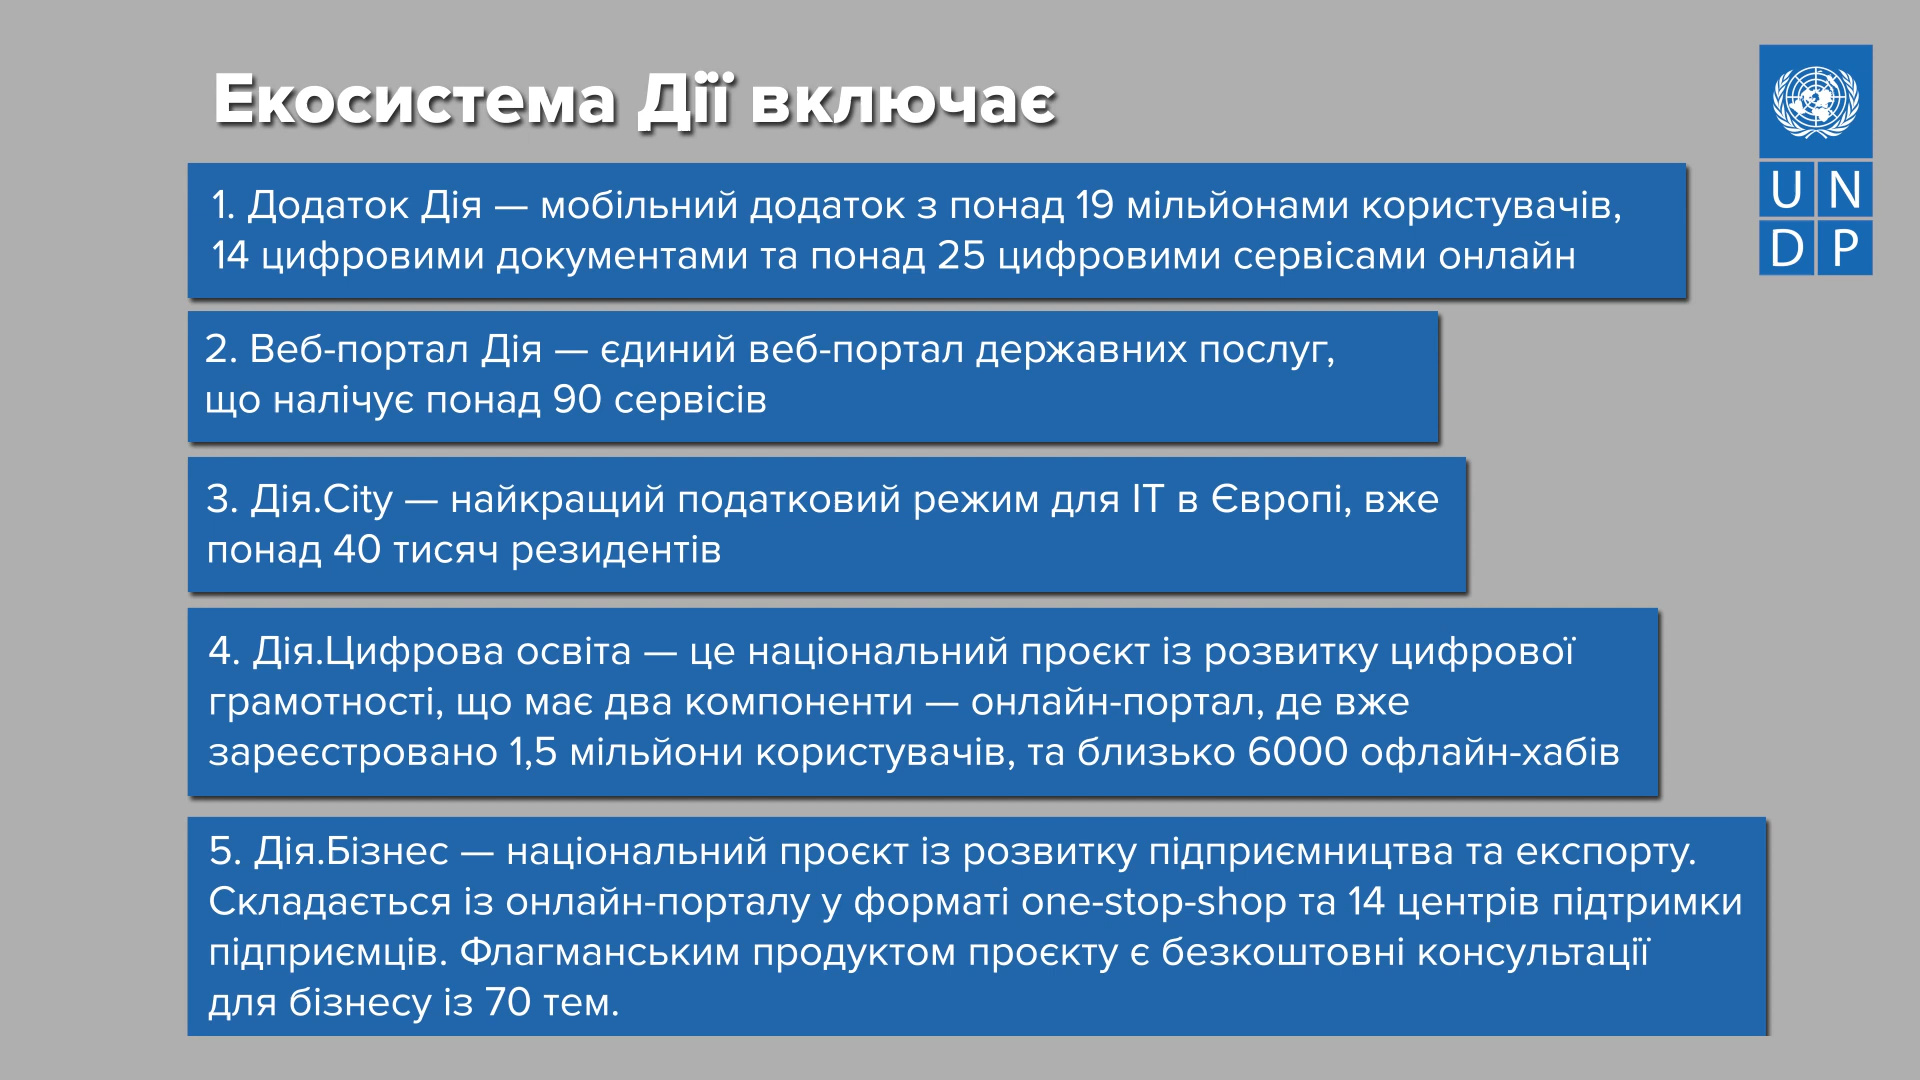 Екосистема Дії включає
1. Додаток Дія — мобільний додаток з понад 19 мільйонами користувачів,
14 цифровими документами та понад 25 цифровими сервісами онлайн
2. Веб-портал Дія — єдиний веб-портал державних послуг,
що налічує понад 90 сервісів
3. Дія.City — найкращий податковий режим для ІТ в Європі, вже
понад 40 тисяч резидентів
4. Дія.Цифрова освіта — це національний проєкт із розвитку цифрової
грамотності, що має два компоненти — онлайн-портал, де вже
зареєстровано 1,5 мільйони користувачів, та близько 6000 офлайн-хабів
5. Дія.Бізнес — національний проєкт із розвитку підприємництва та експорту.
Складається із онлайн-порталу у форматі one-stop-shop та 14 центрів підтримки
підприємців. Флагманським продуктом проєкту є безкоштовні консультації
для бізнесу із 70 тем.
U N
D P